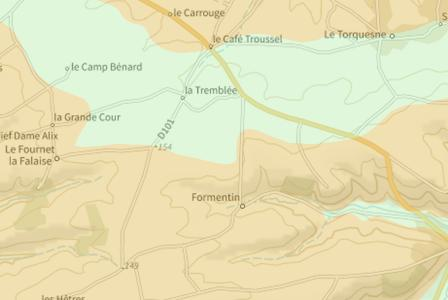 le Carrouge
le Café Troussel
Le Torquesne
le Camp Bénard
la Tremblée
la Grande Cour
D101
ief Dame Alix
154
Le Fournet
la Falaise
Formentin
149
les Hêtres